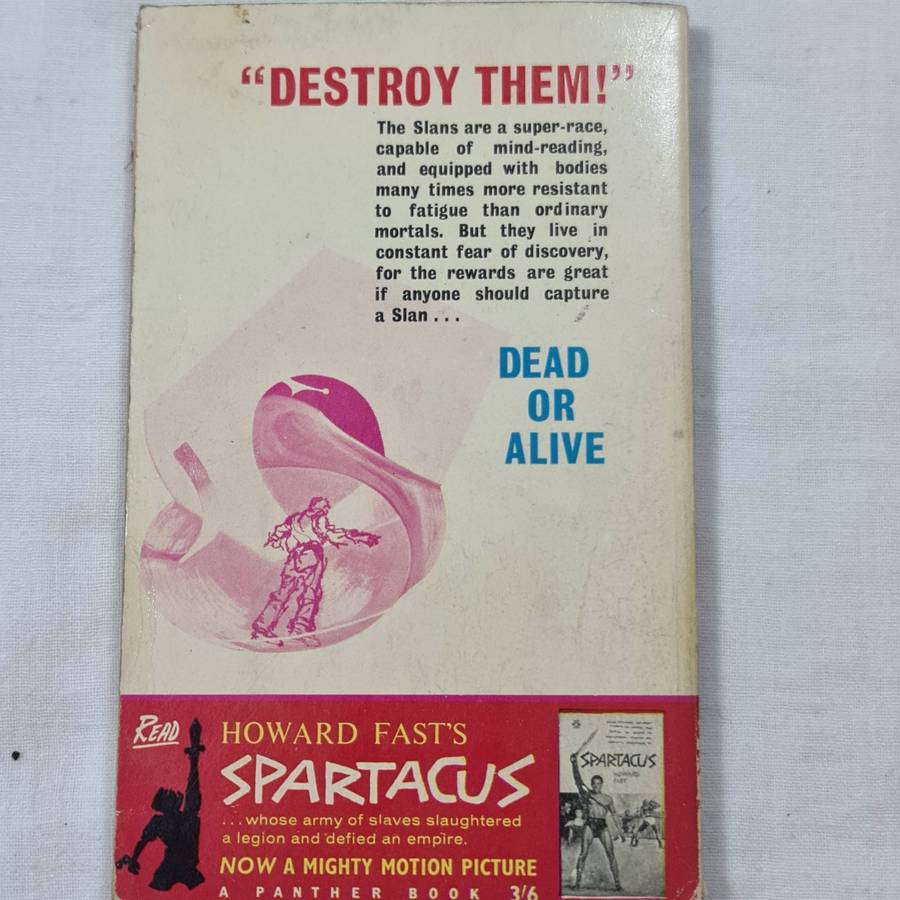 “DESTROY THEM!”
The Slans are a super-race,
capable of mind-reading,
and equipped with bodies
many times more resistant
to fatigue than ordinary
mortals. But they live in
constant fear of discovery,
for the rewards are great
if anyone should capture
a Slan . . .
DEAD
OR
ALIVE
READ
HOWARD FAST'S
SPARTACUS
. . . whose army of slaves slaughtered
a legion and defied an empire.
NOW A MIGHTY MOTION PICTURE
A PANTHER BOOK 3/6
SPARTACUS
HOWARD
FAST